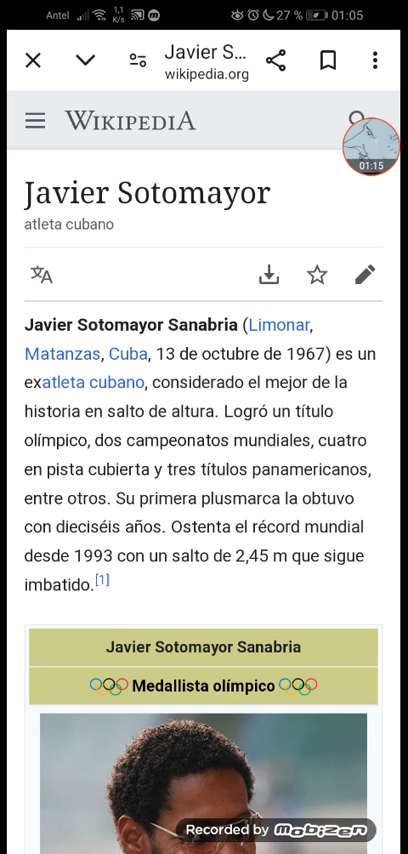 Antel 1,1 K/s 27 % 01:05
Javier S...
wikipedia.org
WIKIPEDIA
01:15
Javier Sotomayor
atleta cubano
Javier Sotomayor Sanabria (Limonar,
Matanzas, Cuba, 13 de octubre de 1967) es un
exatleta cubano, considerado el mejor de la
historia en salto de altura. Logró un título
olímpico, dos campeonatos mundiales, cuatro
en pista cubierta y tres títulos panamericanos,
entre otros. Su primera plusmarca la obtuvo
con dieciséis años. Ostenta el récord mundial
desde 1993 con un salto de 2,45 m que sigue
imbatido.[1]
Javier Sotomayor Sanabria
Medallista olímpico
Recorded by mobizen